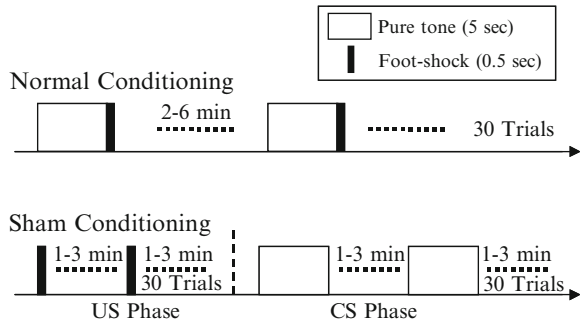 Pure tone (5 sec)
Foot-shock (0.5 sec)
Normal Conditioning
2-6 min
30 Trials
Sham Conditioning
1-3 min
1-3 min
1-3 min
1-3 min
30 Trials
30 Trials
US Phase
CS Phase